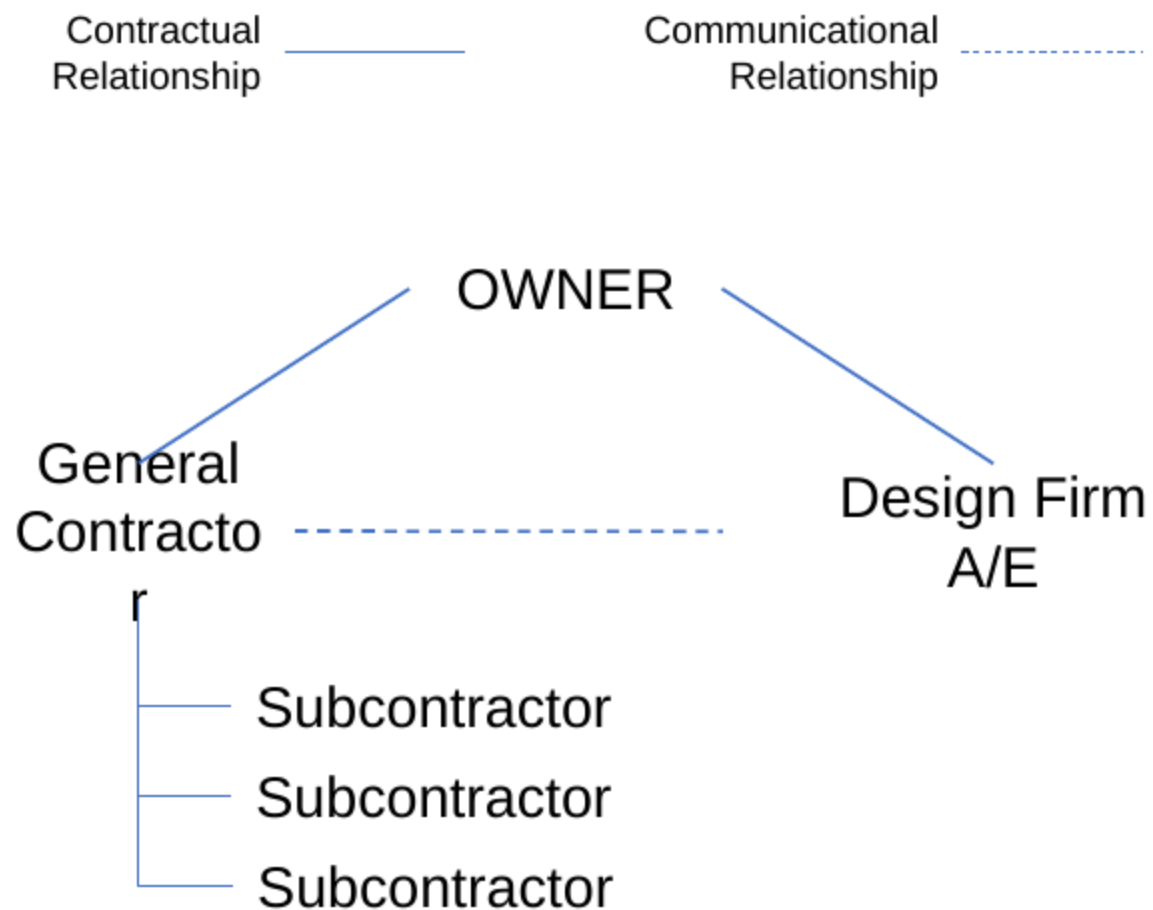 Contractual
Relationship
Communicational
Relationship
OWNER
General
Contracto
r
Design Firm
A/E
Subcontractor
Subcontractor
Subcontractor